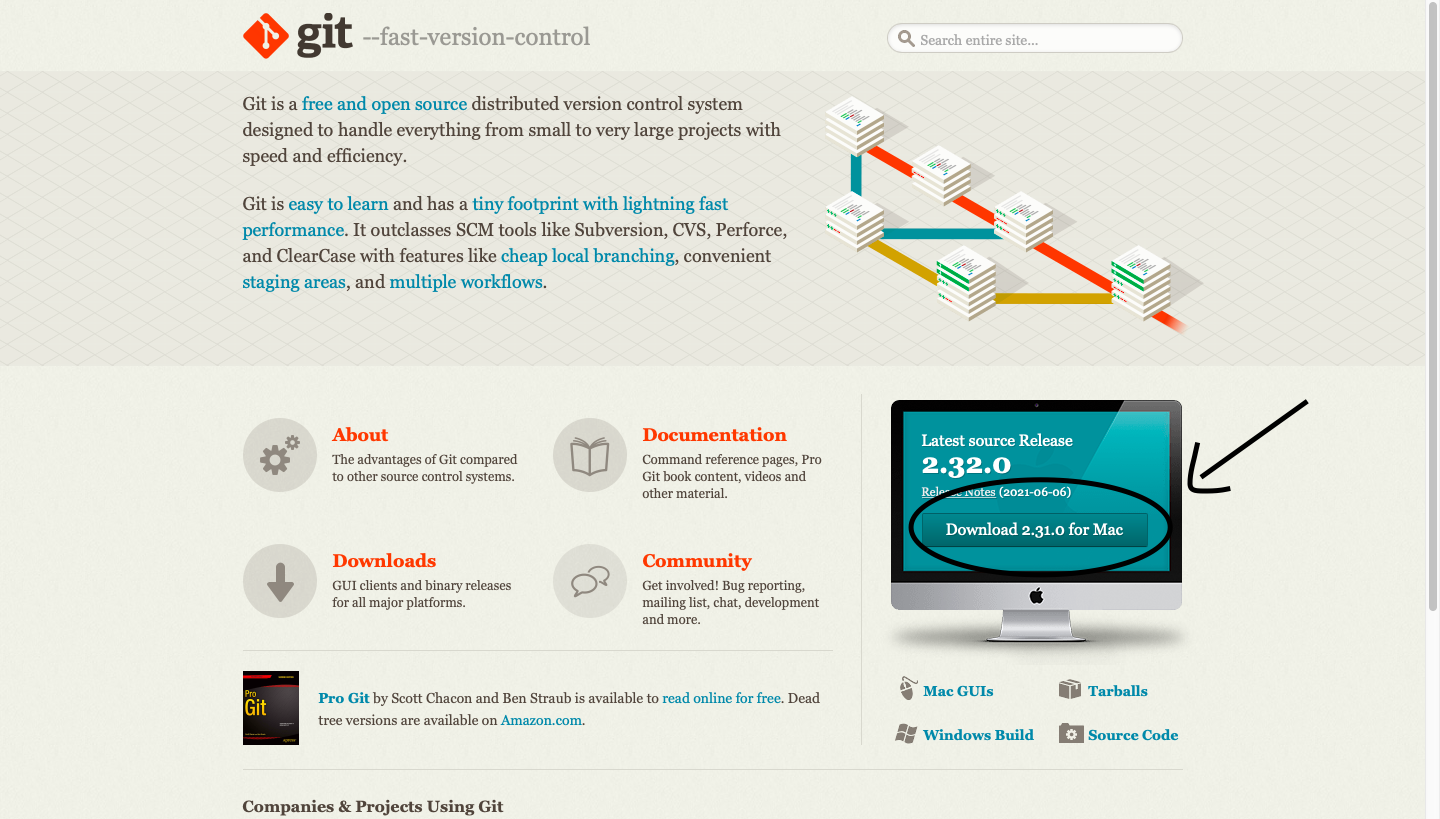 git --fast-version-control
Search entire site...
Git is a free and open source distributed version control system
designed to handle everything from small to very large projects with
speed and efficiency.
Git is easy to learn and has a tiny footprint with lightning fast
performance. It outclasses SCM tools like Subversion, CVS, Perforce,
and ClearCase with features like cheap local branching, convenient
staging areas, and multiple workflows.
About
The advantages of Git compared
to other source control systems.
Documentation
Command reference pages, Pro
Git book content, videos and
other material.
Downloads
GUI clients and binary releases
for all major platforms.
Community
Get involved! Bug reporting,
mailing list, chat, development
and more.
Pro
Git
Pro Git by Scott Chacon and Ben Straub is available to read online for free. Dead
tree versions are available on Amazon.com.
Latest source Release
2.32.0
Release Notes (2021-06-06)
Download 2.31.0 for Mac
Mac GUIs
Tarballs
Windows Build
Source Code
Companies & Projects Using Git